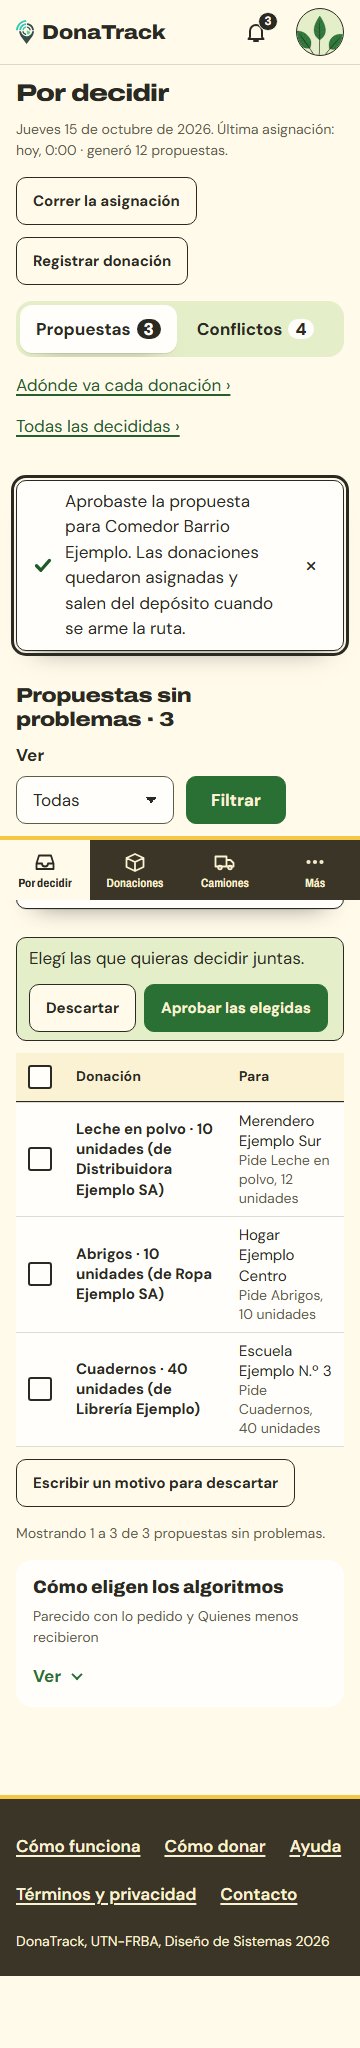 DonaTrack
3
Por decidir
Jueves 15 de octubre de 2026. Última asignación:
hoy, 0:00 · generó 12 propuestas.
Correr la asignación
Registrar donación
Propuestas 3 Conflictos 4
Adónde va cada donación ›
Todas las decididas ›
Aprobaste la propuesta
para Comedor Barrio
Ejemplo. Las donaciones
quedaron asignadas y
salen del depósito cuando
se arme la ruta.
Propuestas sin
problemas · 3
Ver
Todas
Filtrar
Por decidir Donaciones Camiones Más
Elegí las que quieras decidir juntas.
Descartar Aprobar las elegidas
Donación Para
Leche en polvo · 10
unidades (de
Distribuidora
Ejemplo SA)
Merendero
Ejemplo Sur
Pide Leche en
polvo, 12
unidades
Abrigos · 10
unidades (de Ropa
Ejemplo SA)
Hogar
Ejemplo
Centro
Pide Abrigos,
10 unidades
Cuadernos · 40
unidades (de
Librería Ejemplo)
Escuela
Ejemplo N.º 3
Pide
Cuadernos,
40 unidades
Escribir un motivo para descartar
Mostrando 1 a 3 de 3 propuestas sin problemas.
Cómo eligen los algoritmos
Parecido con lo pedido y Quienes menos
recibieron
Ver
Cómo funciona Cómo donar Ayuda
Términos y privacidad Contacto
DonaTrack, UTN-FRBA, Diseño de Sistemas 2026